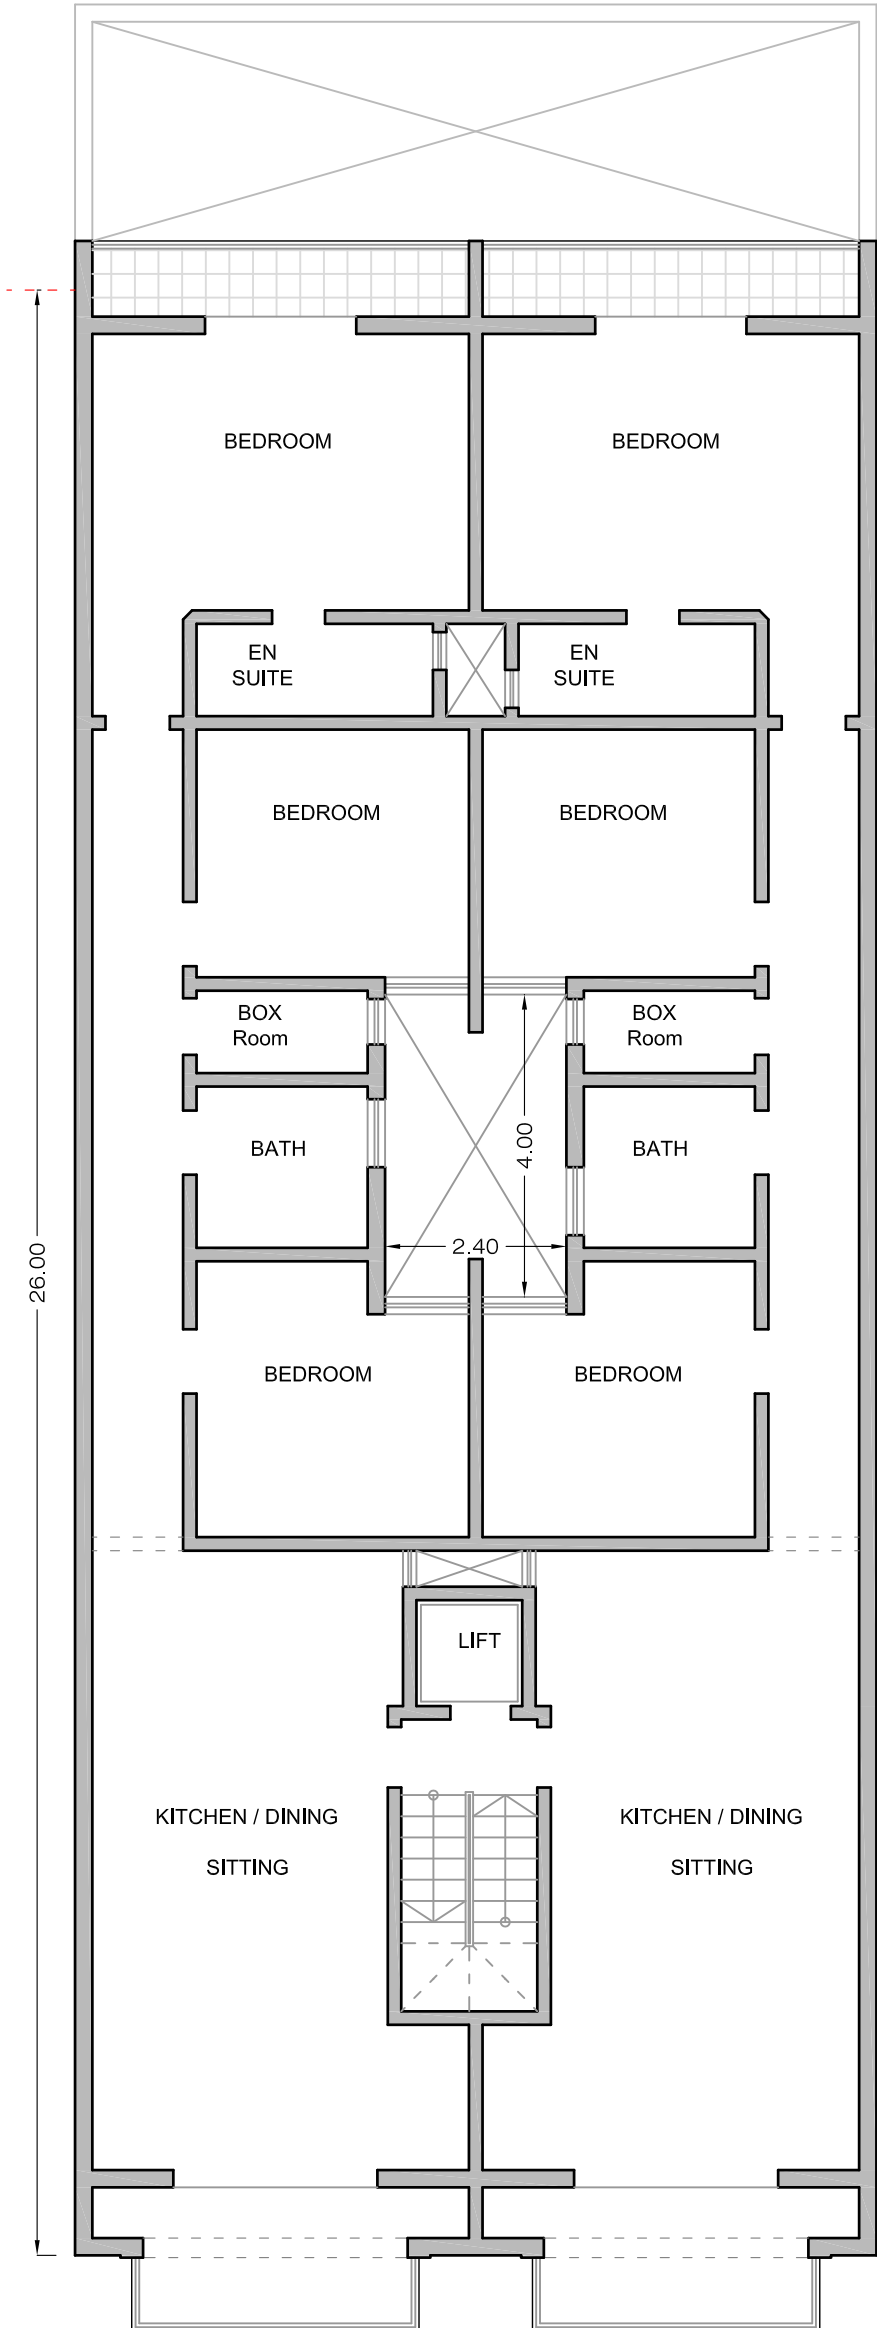 BEDROOM
BEDROOM
EN
SUITE
EN
SUITE
BEDROOM
BEDROOM
BOX
Room
BOX
Room
BATH
4.00
BATH
2.40
26.00
BEDROOM
BEDROOM
LIFT
KITCHEN / DINING
SITTING
KITCHEN / DINING
SITTING